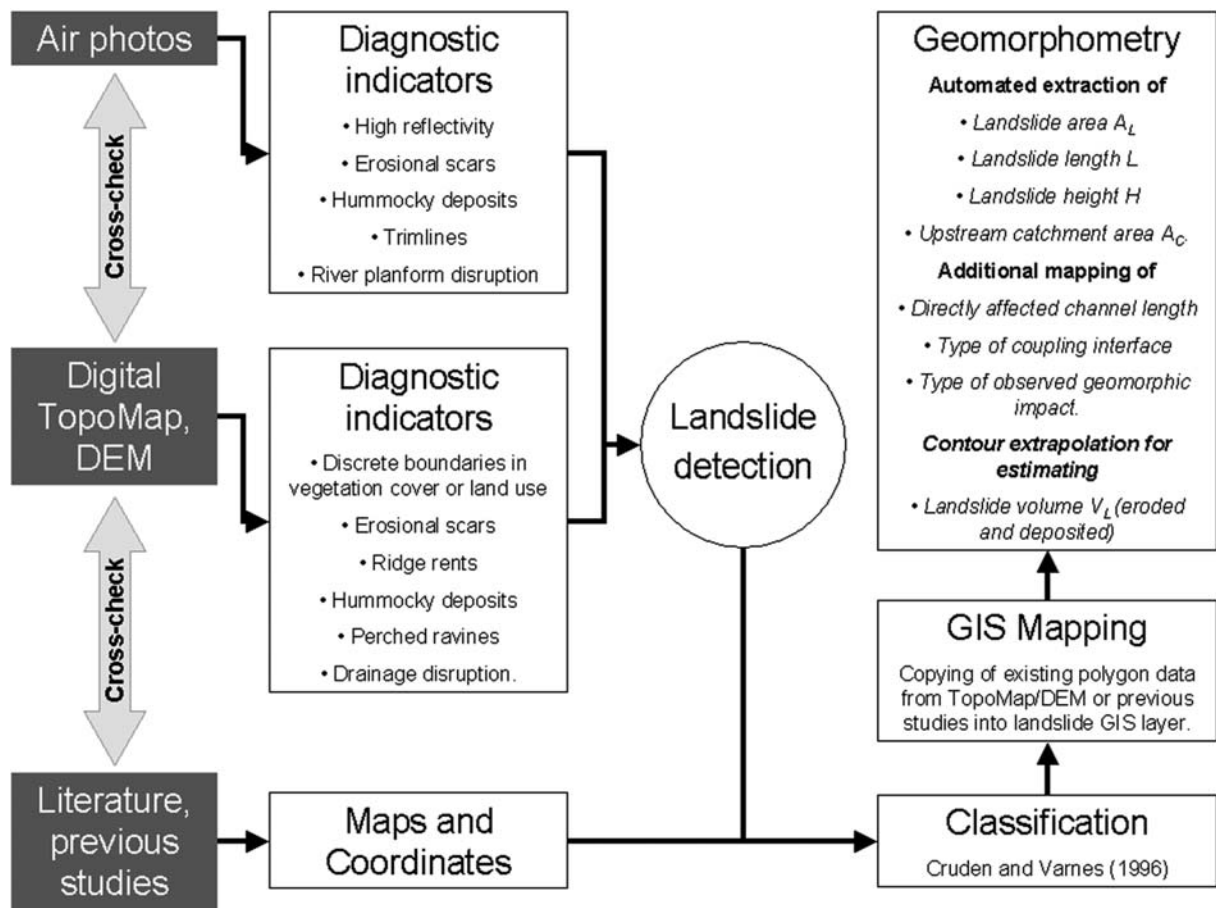 Air photos
Cross-check
Digital
TopoMap,
DEM
Cross-check
Literature,
previous
studies
Diagnostic
indicators
• High reflectivity
• Erosional scars
• Hummocky deposits
• Trimlines
• River planform disruption
Diagnostic
indicators
• Discrete boundaries in
vegetation cover or land use
• Erosional scars
• Ridge rents
• Hummocky deposits
• Perched ravines
• Drainage disruption.
Maps and
Coordinates
Landslide
detection
Geomorphometry
Automated extraction of
• Landslide area A_L
• Landslide length L
• Landslide height H
• Upstream catchment area A_C.
Additional mapping of
• Directly affected channel length
• Type of coupling interface
• Type of observed geomorphic
impact.
Contour extrapolation for
estimating
• Landslide volume V_L (eroded
and deposited)
GIS Mapping
Copying of existing polygon data
from TopoMap/DEM or previous
studies into landslide GIS layer.
Classification
Cruden and Varnes (1996)